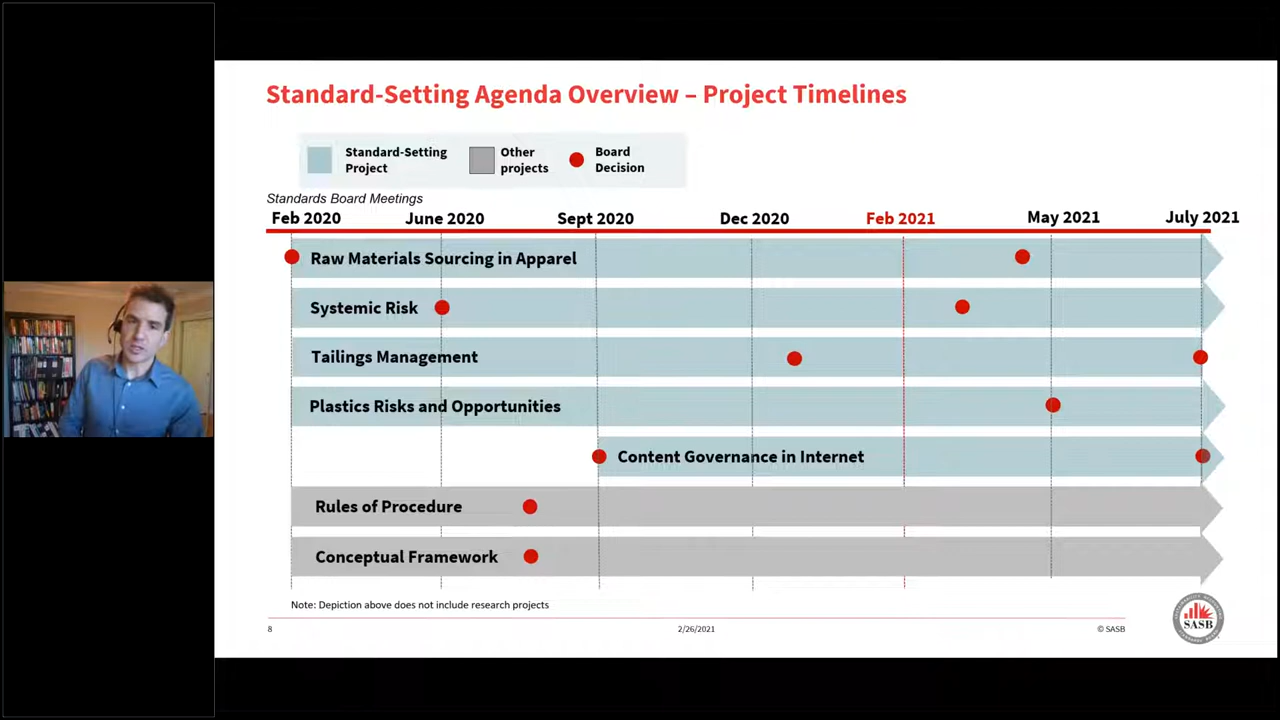 Standard-Setting Agenda Overview – Project Timelines
Standard-Setting
Project
Other
projects
Board
Decision
Standards Board Meetings
Feb 2020 June 2020 Sept 2020 Dec 2020 Feb 2021 May 2021 July 2021
Raw Materials Sourcing in Apparel
Systemic Risk
Tailings Management
Plastics Risks and Opportunities
Content Governance in Internet
Rules of Procedure
Conceptual Framework
Note: Depiction above does not include research projects
8 2/26/2021 © SASB
SASB